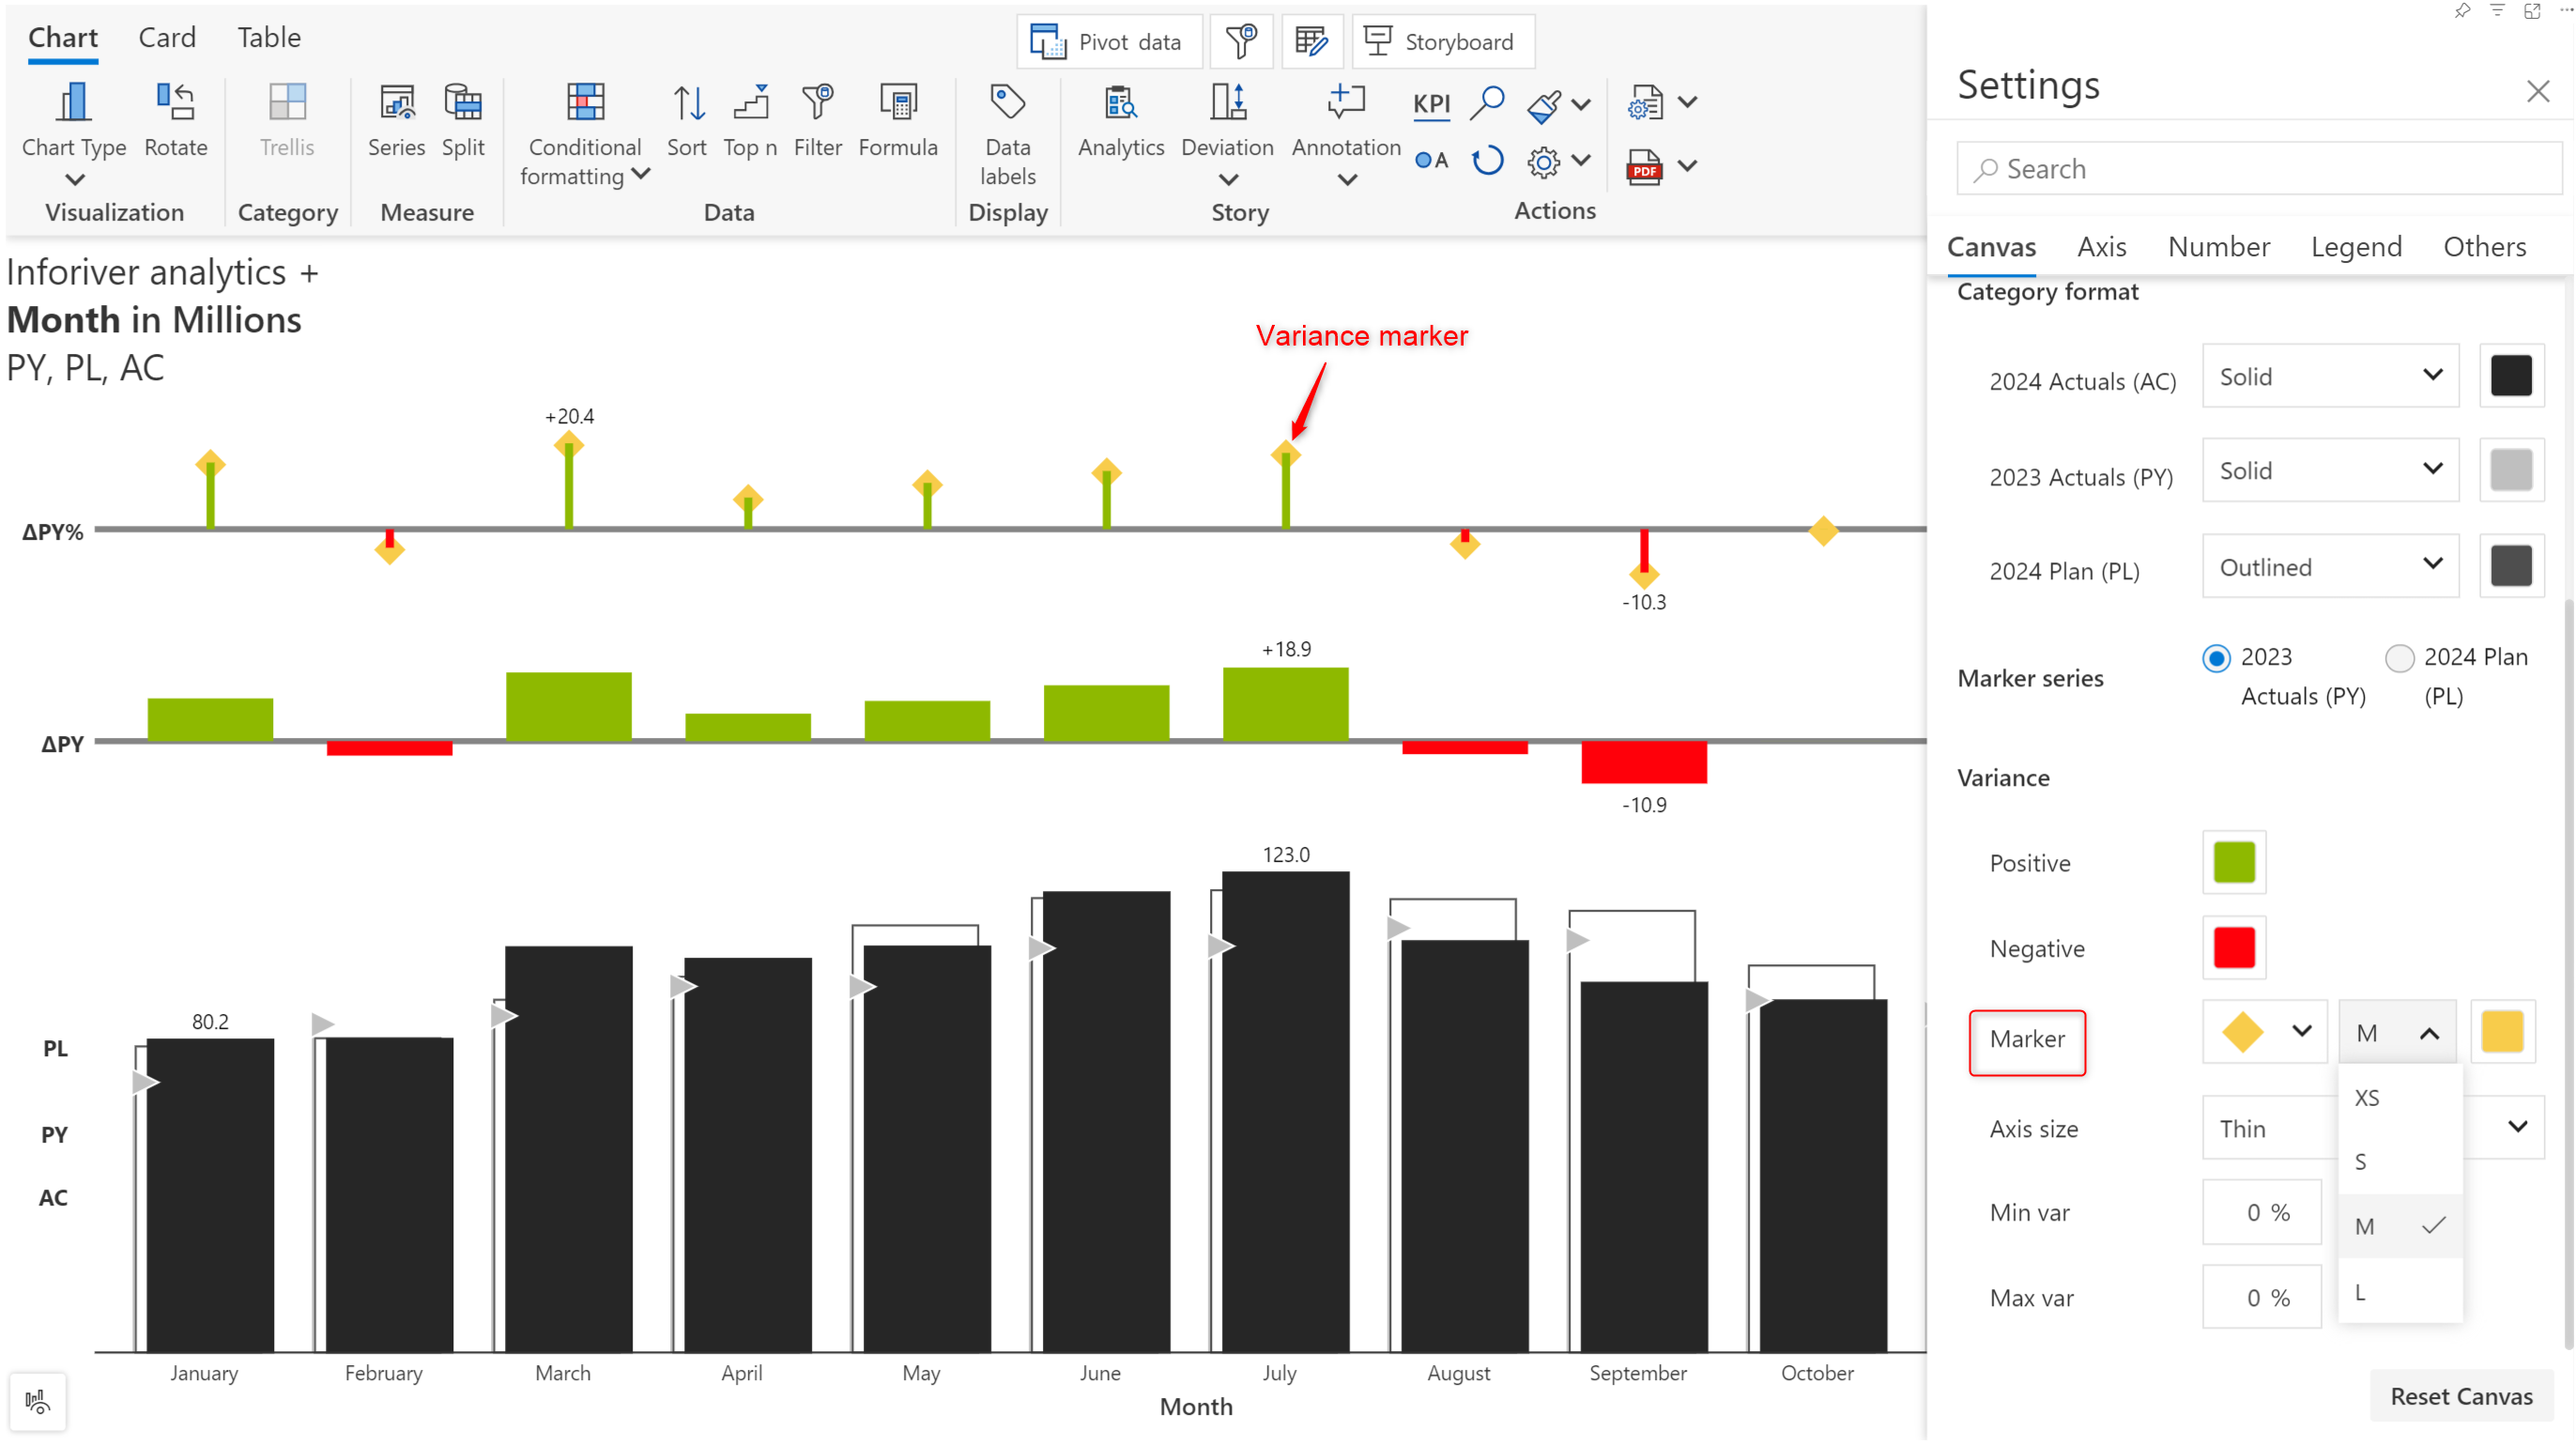 Chart Card Table
Pivot data Storyboard
Chart Type Rotate Trellis Series Split Conditional formatting Sort Top n Filter Formula Data labels Analytics Deviation Annotation KPI
A
PDF
Visualization Category Measure Data Display Story Actions
Inforiver analytics +
Month in Millions
PY, PL, AC
Variance marker
+20.4
ΔPY%
-10.3
+18.9
ΔPY
-10.9
123.0
80.2
PL
PY
AC
January February March April May June July August September October
Month
Settings
Search
Canvas Axis Number Legend Others
Category format
2024 Actuals (AC) Solid
2023 Actuals (PY) Solid
2024 Plan (PL) Outlined
Marker series 2023 Actuals (PY) 2024 Plan (PL)
Variance
Positive
Negative
Marker M
XS
Axis size Thin
S
Min var 0 %
M
Max var 0 %
L
Reset Canvas